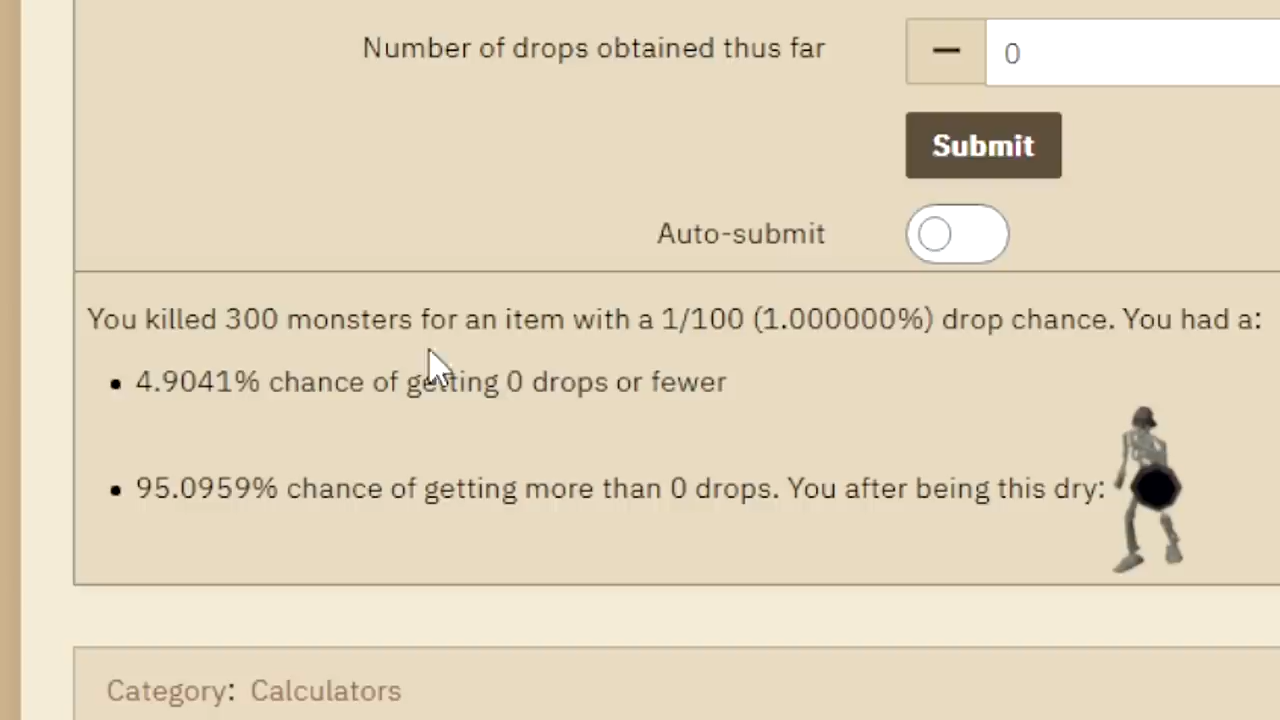 Number of drops obtained thus far
0
Submit
Auto-submit
You killed 300 monsters for an item with a 1/100 (1.000000%) drop chance. You had a:
• 4.9041% chance of getting 0 drops or fewer
• 95.0959% chance of getting more than 0 drops. You after being this dry:
Category: Calculators